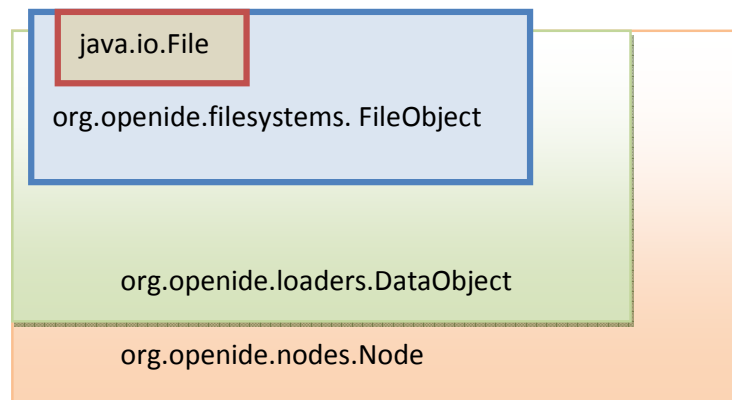 java.io.File
org.openide.filesystems. FileObject
org.openide.loaders.DataObject
org.openide.nodes.Node